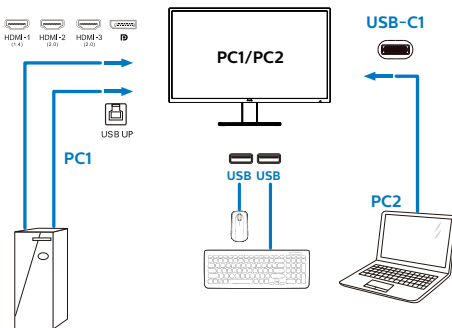 HDMI-1 HDMI-2 HDMI-3
(1.4) (2.0) (2.0)
USB-C1
PC1/PC2
USB UP
PC1
USB USB
PC2